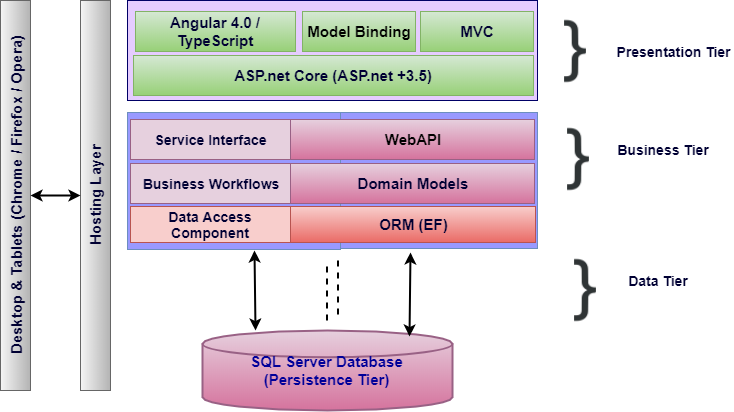 Desktop & Tablets (Chrome / Firefox / Opera)
Hosting Layer
Angular 4.0 /
TypeScript
Model Binding
MVC
ASP.net Core (ASP.net +3.5)
Presentation Tier
Service Interface
WebAPI
Business Workflows
Domain Models
Data Access
Component
ORM (EF)
Business Tier
Data Tier
SQL Server Database
(Persistence Tier)